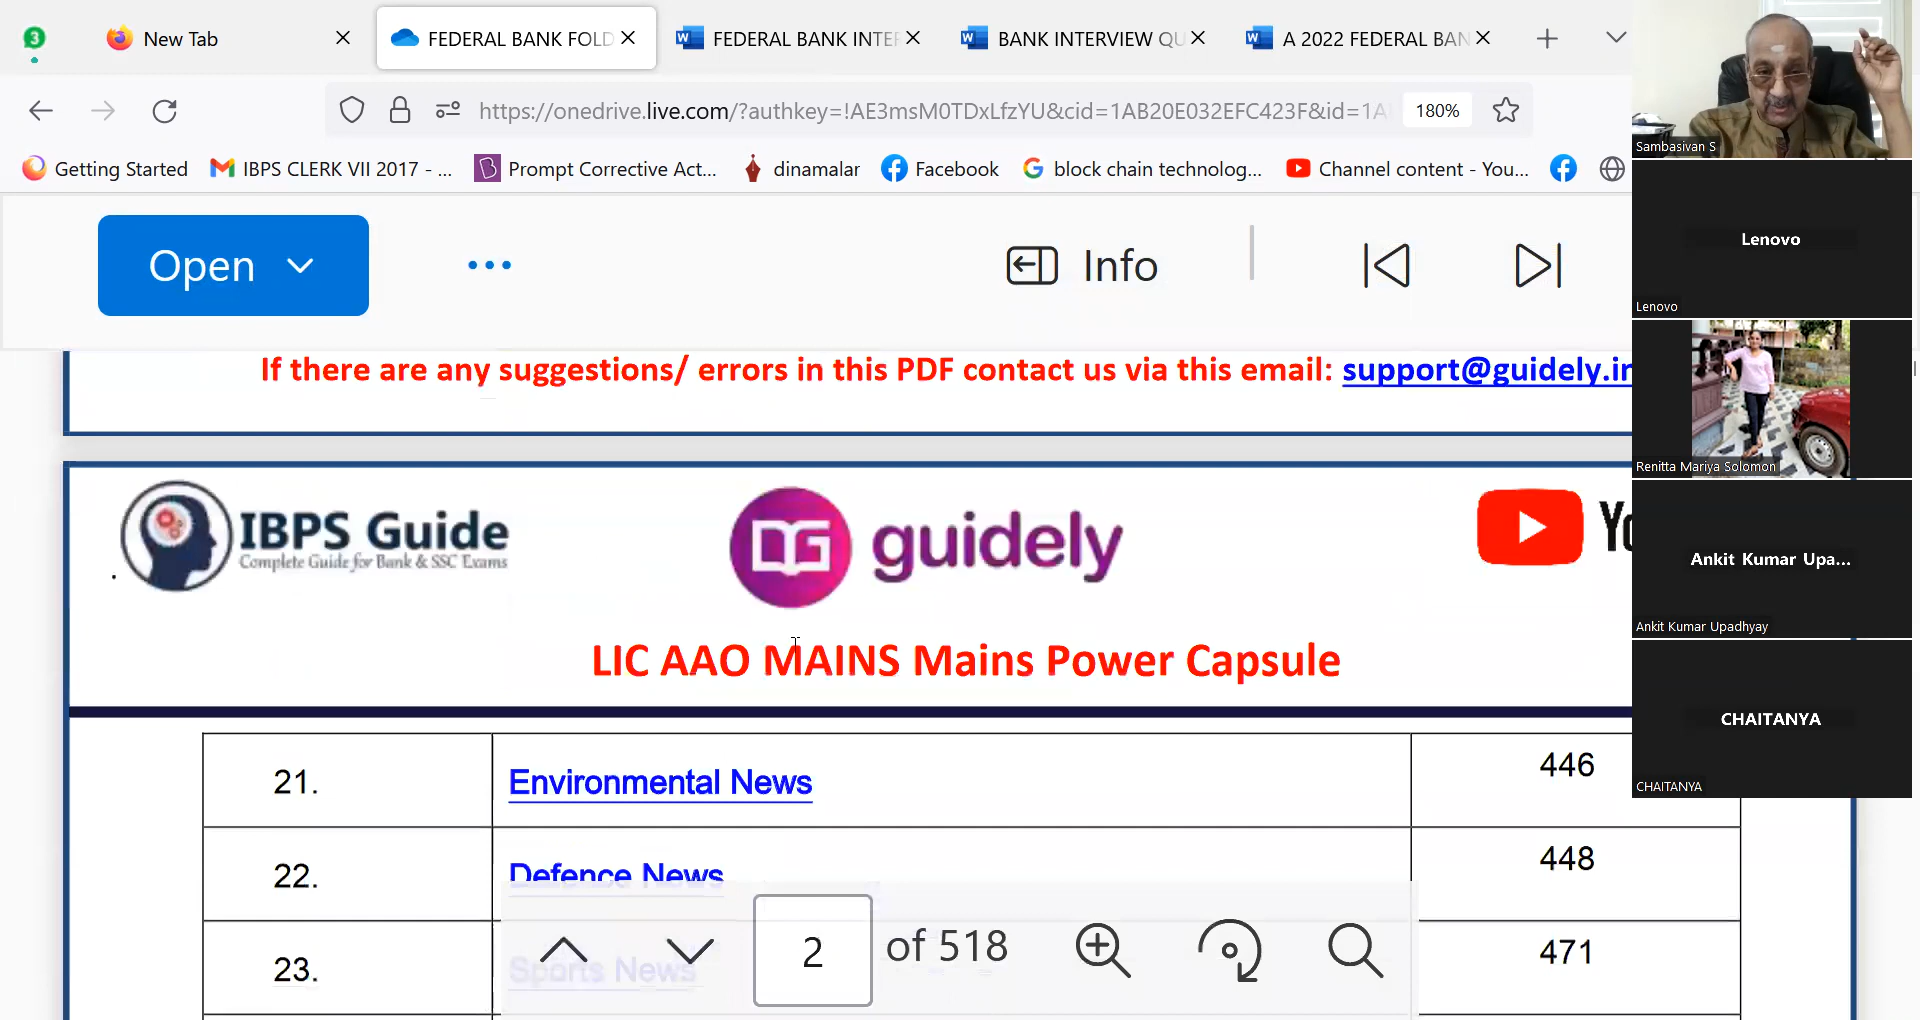 3
New Tab
FEDERAL BANK FOLD
FEDERAL BANK INTE
BANK INTERVIEW QU
A 2022 FEDERAL BAN
https://onedrive.live.com/?authkey=!AE3msM0TDxLfzYU&cid=1AB20E032EFC423F&id=1A
180%
Getting Started
IBPS CLERK VII 2017 - ...
Prompt Corrective Act...
dinamalar
Facebook
block chain technolog...
Channel content - You...
Open
Info
If there are any suggestions/ errors in this PDF contact us via this email: support@guidely.in
IBPS Guide
Complete Guide for Bank & SSC Exams
guidely
Yo
LIC AAO MAINS Mains Power Capsule
21. Environmental News 446
22. Defence News 448
23. Sports News 471
2 of 518
Sambasivan S
Lenovo
Lenovo
Renitta Mariya Solomon
Ankit Kumar Upa...
Ankit Kumar Upadhyay
CHAITANYA
CHAITANYA